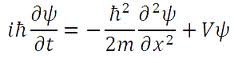 iħ ∂ψ/∂t = − ħ²/2m ∂²ψ/∂x² + Vψ